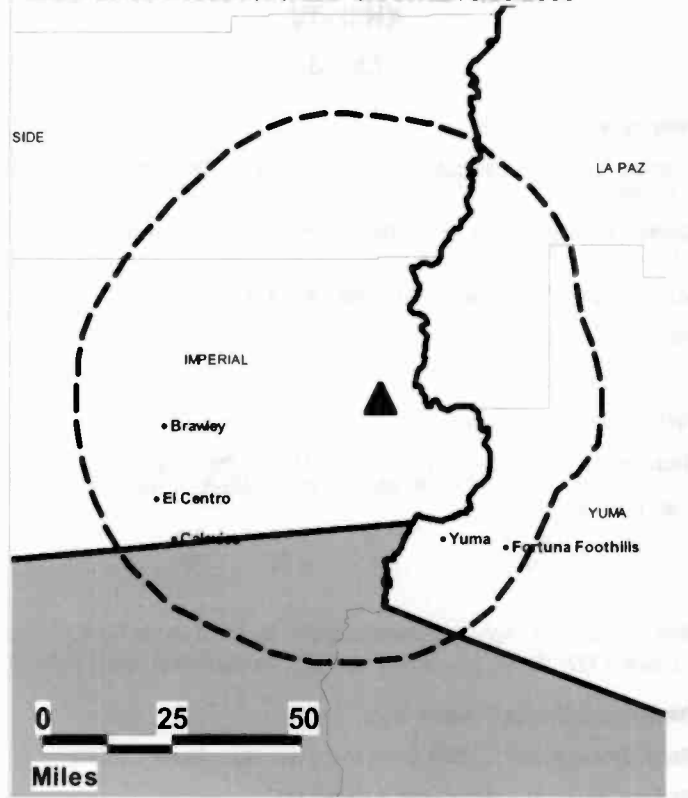 SIDE
LA PAZ
IMPERIAL
Brawley
El Centro
YUMA
Yuma
Fortuna Foothills
0 25 50
Miles